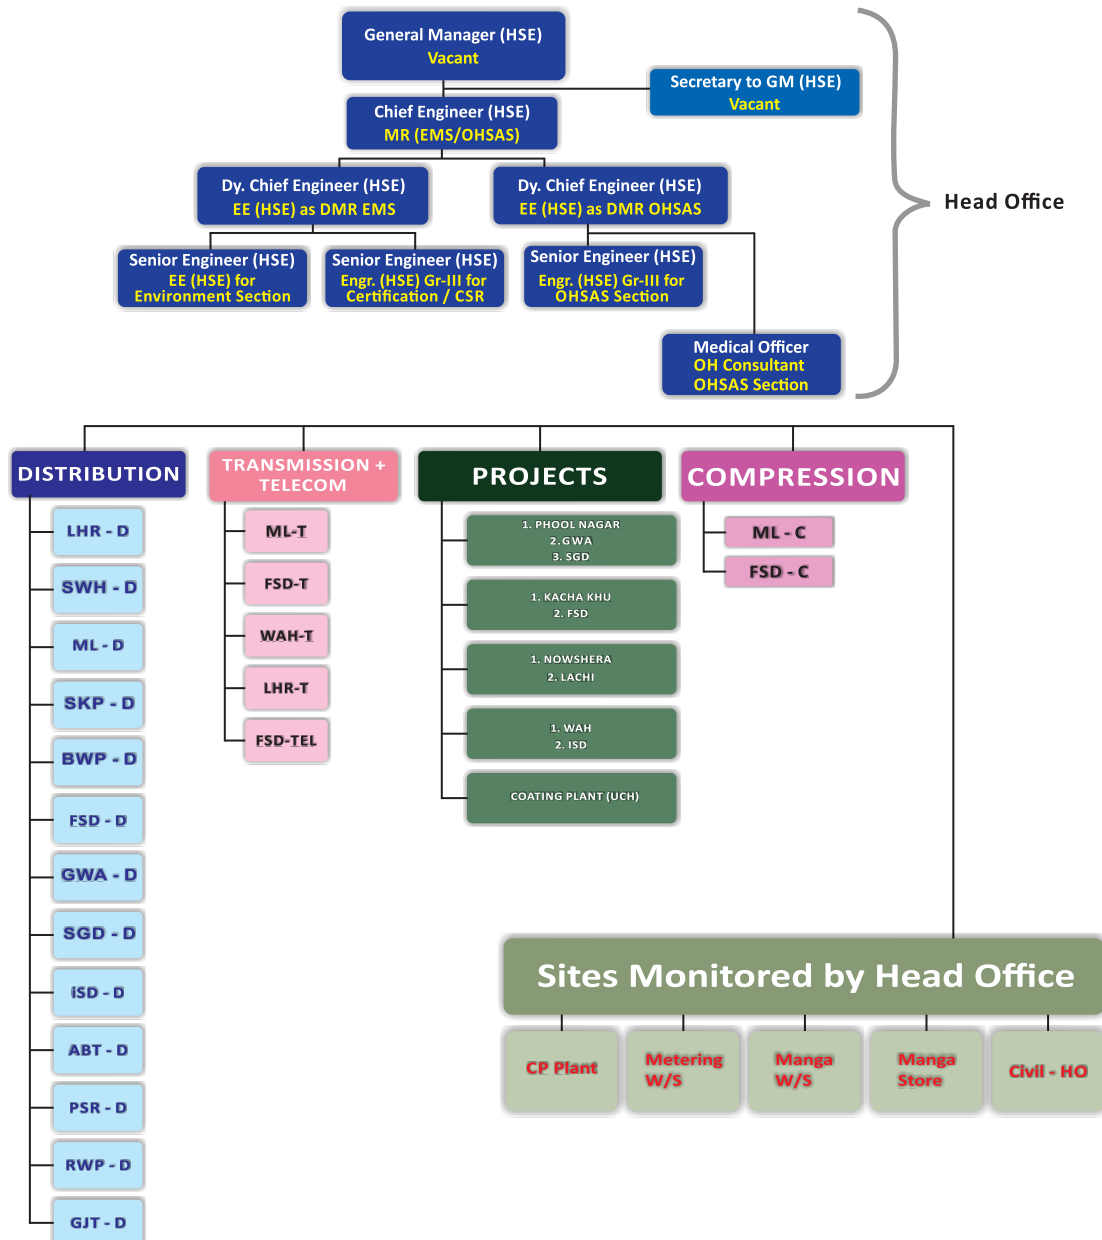 General Manager (HSE)
Vacant
Secretary to GM (HSE)
Vacant
Chief Engineer (HSE)
MR (EMS/OHSAS)
Head Office
Dy. Chief Engineer (HSE)
EE (HSE) as DMR EMS
Dy. Chief Engineer (HSE)
EE (HSE) as DMR OHSAS
Senior Engineer (HSE)
EE (HSE) for
Environment Section
Senior Engineer (HSE)
Engr. (HSE) Gr-III for
Certification / CSR
Senior Engineer (HSE)
Engr. (HSE) Gr-III for
OHSAS Section
Medical Officer
OH Consultant
OHSAS Section
DISTRIBUTION
LHR - D
SWH - D
ML - D
SKP - D
BWP - D
FSD - D
GWA - D
SGD - D
iSD - D
ABT - D
PSR - D
RWP - D
GJT - D
TRANSMISSION +
TELECOM
ML-T
FSD-T
WAH-T
LHR-T
FSD-TEL
PROJECTS
1. PHOOL NAGAR
2. GWA
3. SGD
1. KACHA KHU
2. FSD
1. NOWSHERA
2. LACHI
1. WAH
2. ISD
COATING PLANT (UCH)
COMPRESSION
ML - C
FSD - C
Sites Monitored by Head Office
CP Plant
Metering
W/S
Manga
W/S
Manga
Store
Civil - HO